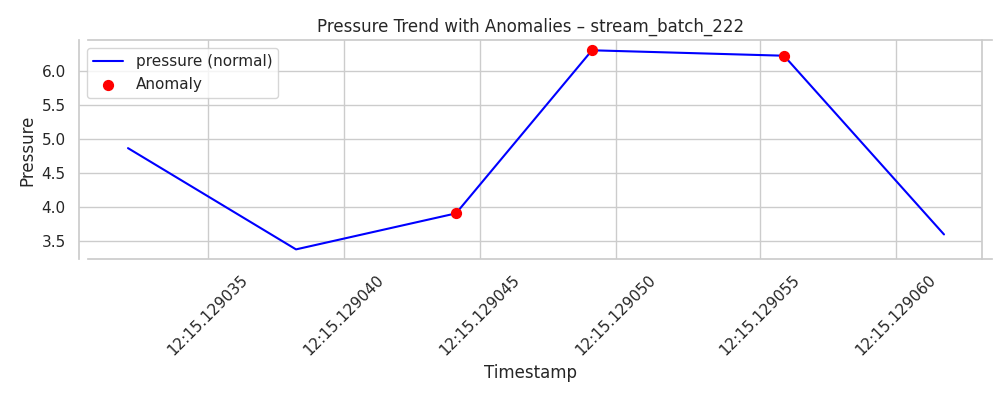 Pressure Trend with Anomalies – stream_batch_222
pressure (normal)
Anomaly
Pressure
6.0
5.5
5.0
4.5
4.0
3.5
12:15.129035
12:15.129040
12:15.129045
12:15.129050
12:15.129055
12:15.129060
Timestamp